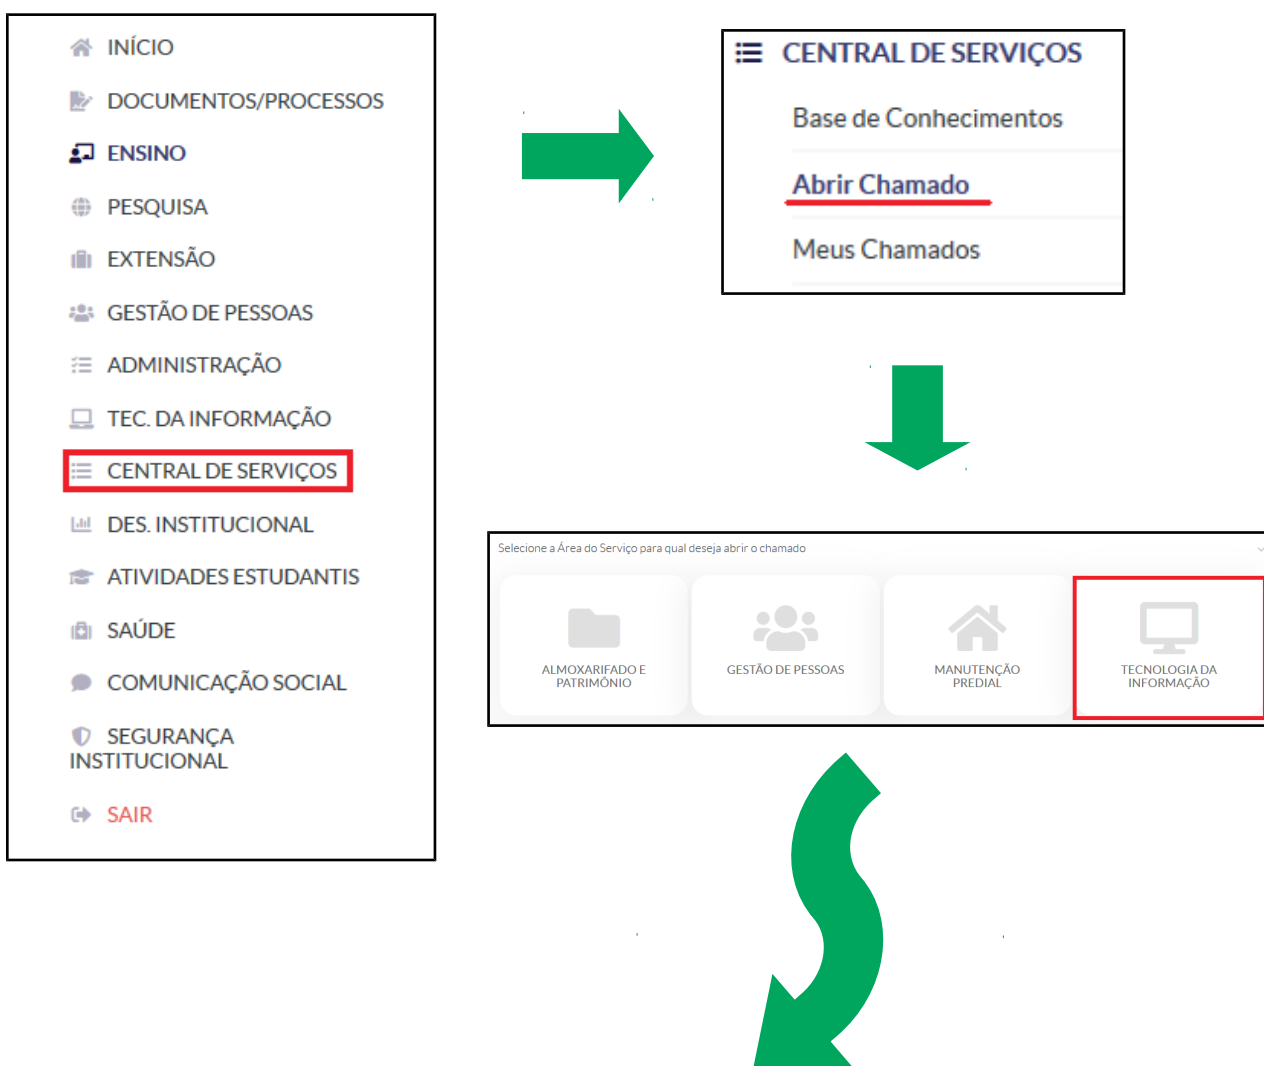 INÍCIO
DOCUMENTOS/PROCESSOS
ENSINO
PESQUISA
EXTENSÃO
GESTÃO DE PESSOAS
ADMINISTRAÇÃO
TEC. DA INFORMAÇÃO
CENTRAL DE SERVIÇOS
DES. INSTITUCIONAL
ATIVIDADES ESTUDANTIS
SAÚDE
COMUNICAÇÃO SOCIAL
SEGURANÇA
INSTITUCIONAL
SAIR
CENTRAL DE SERVIÇOS
Base de Conhecimentos
Abrir Chamado
Meus Chamados
Selecione a Área do Serviço para qual deseja abrir o chamado
ALMOXARIFADO E
PATRIMÔNIO
GESTÃO DE PESSOAS
MANUTENÇÃO
PREDIAL
TECNOLOGIA DA
INFORMAÇÃO